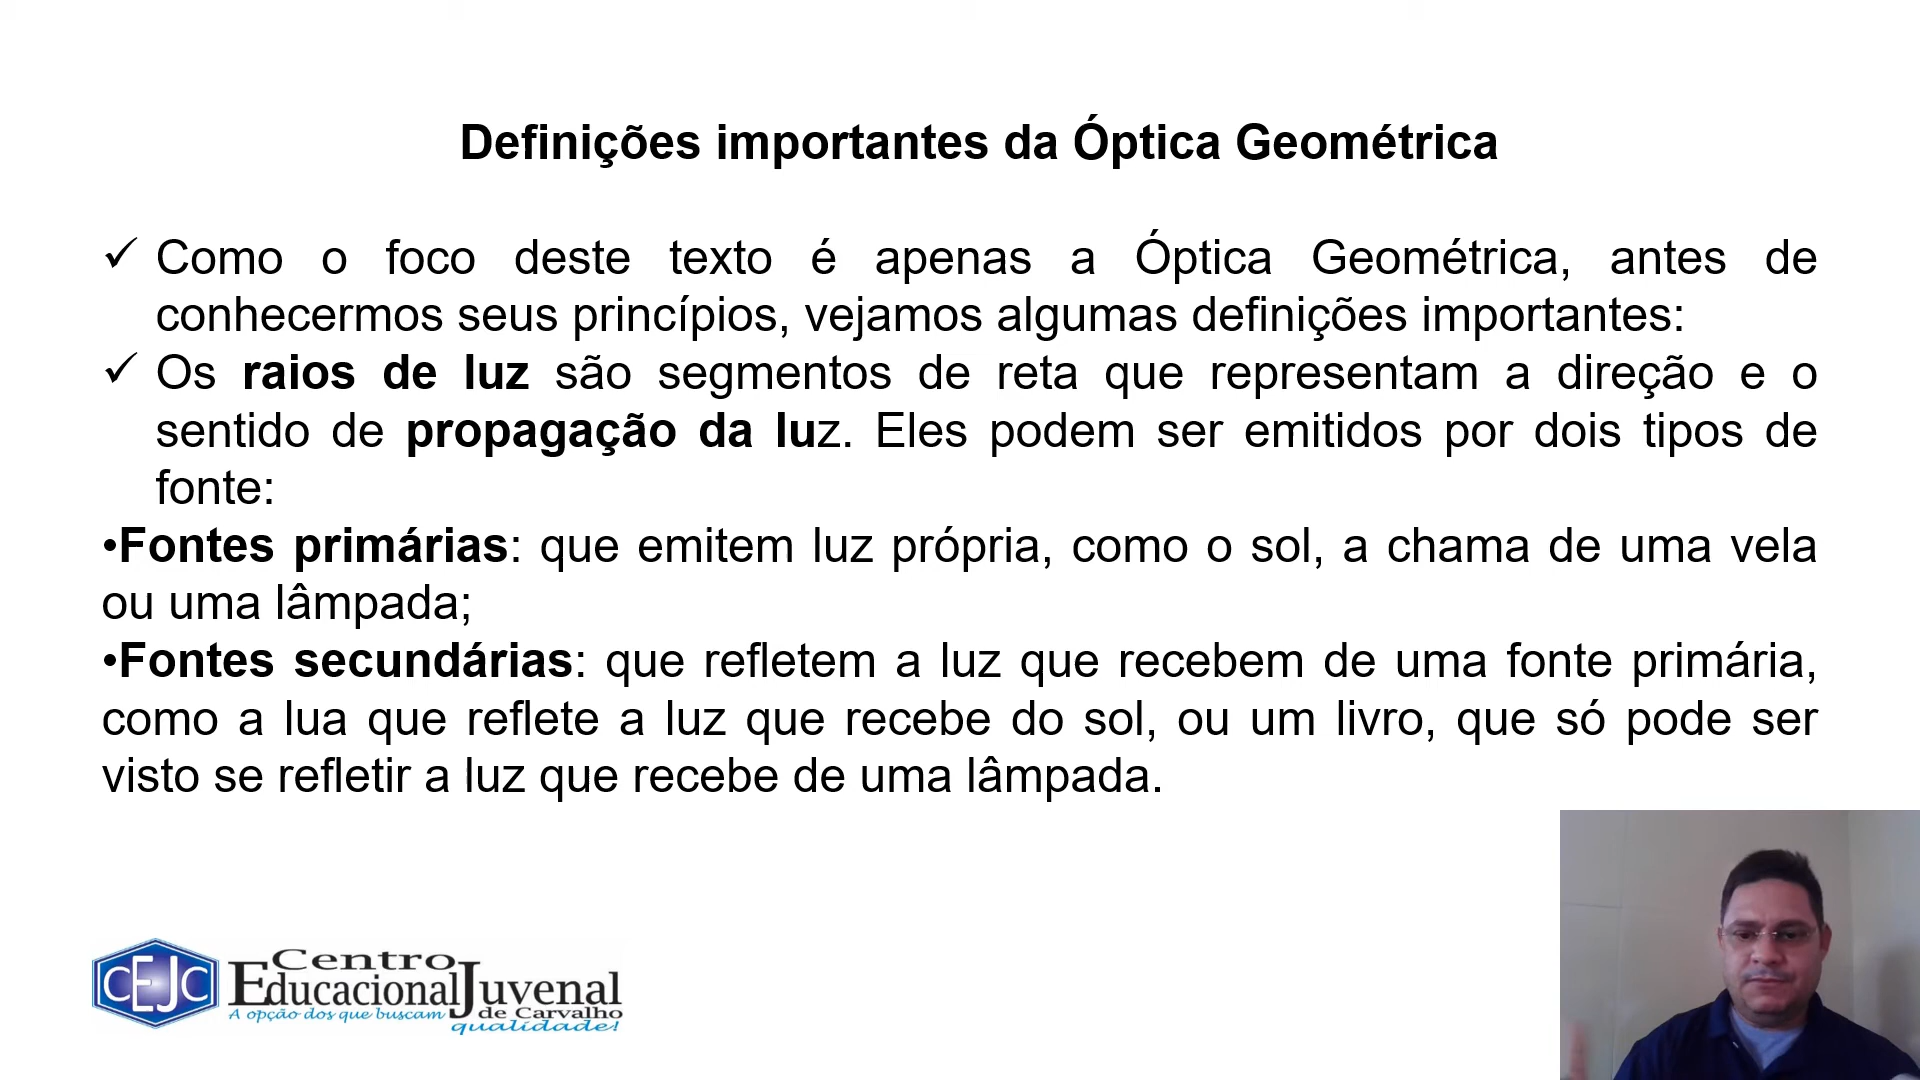 Definições importantes da Óptica Geométrica
✓ Como o foco deste texto é apenas a Óptica Geométrica, antes de
conhecermos seus princípios, vejamos algumas definições importantes:
✓ Os raios de luz são segmentos de reta que representam a direção e o
sentido de propagação da luz. Eles podem ser emitidos por dois tipos de
fonte:
•Fontes primárias: que emitem luz própria, como o sol, a chama de uma vela
ou uma lâmpada;
•Fontes secundárias: que refletem a luz que recebem de uma fonte primária,
como a lua que reflete a luz que recebe do sol, ou um livro, que só pode ser
visto se refletir a luz que recebe de uma lâmpada.
CEJC
Centro
Educacional Juvenal
de Carvalho
A opção dos que buscam
qualidade!